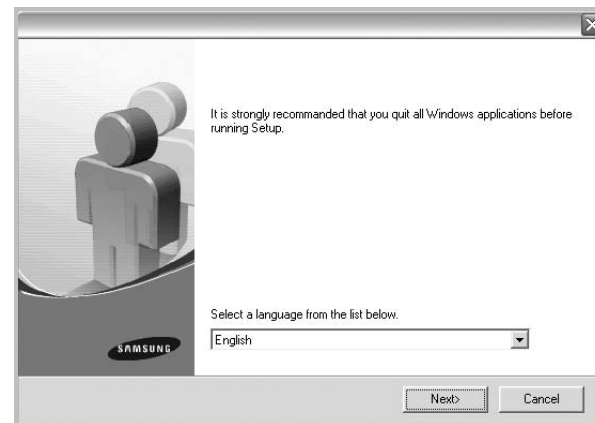 It is strongly recommanded that you quit all Windows applications before
running Setup.
Select a language from the list below.
English
SAMSUNG
Next>
Cancel